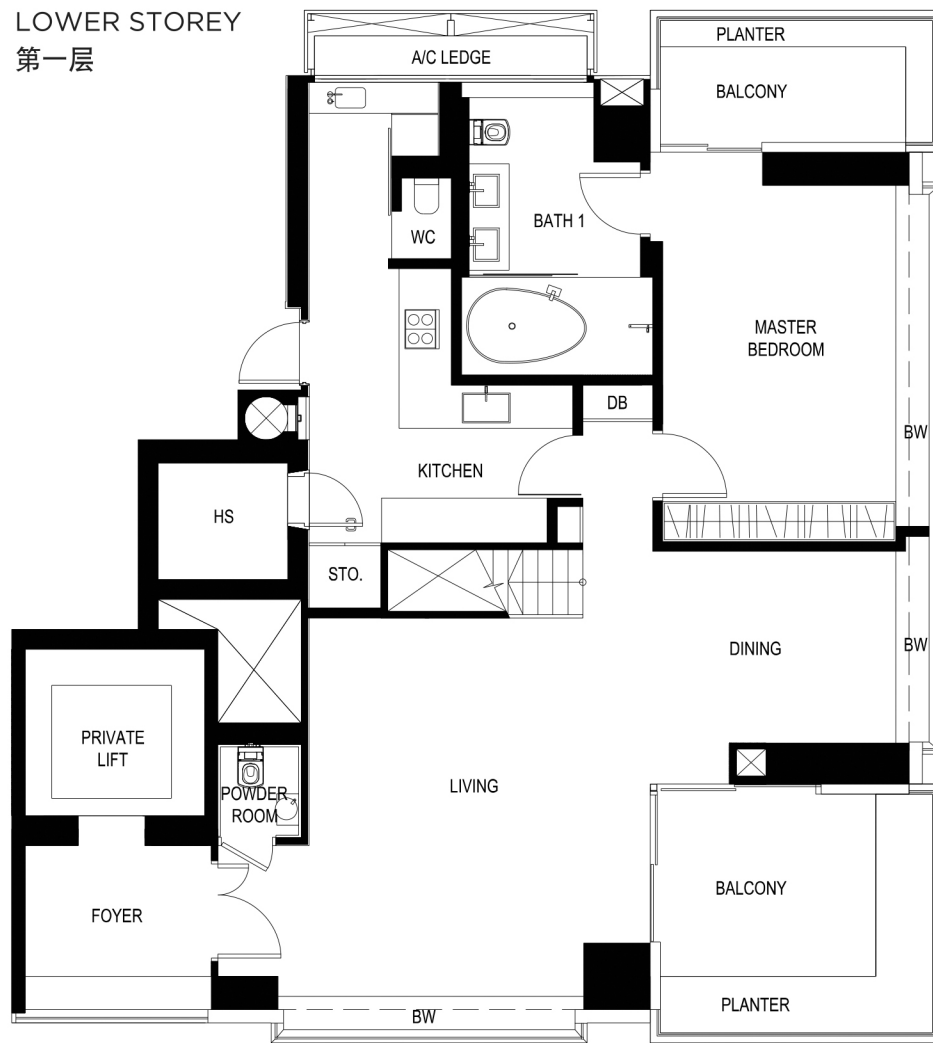 LOWER STOREY
第一层
PLANTER
A/C LEDGE
BALCONY
WC
BATH 1
MASTER
BEDROOM
DB
BW
KITCHEN
HS
STO.
DINING
BW
PRIVATE
LIFT
LIVING
POWDER
ROOM
BALCONY
FOYER
PLANTER
BW